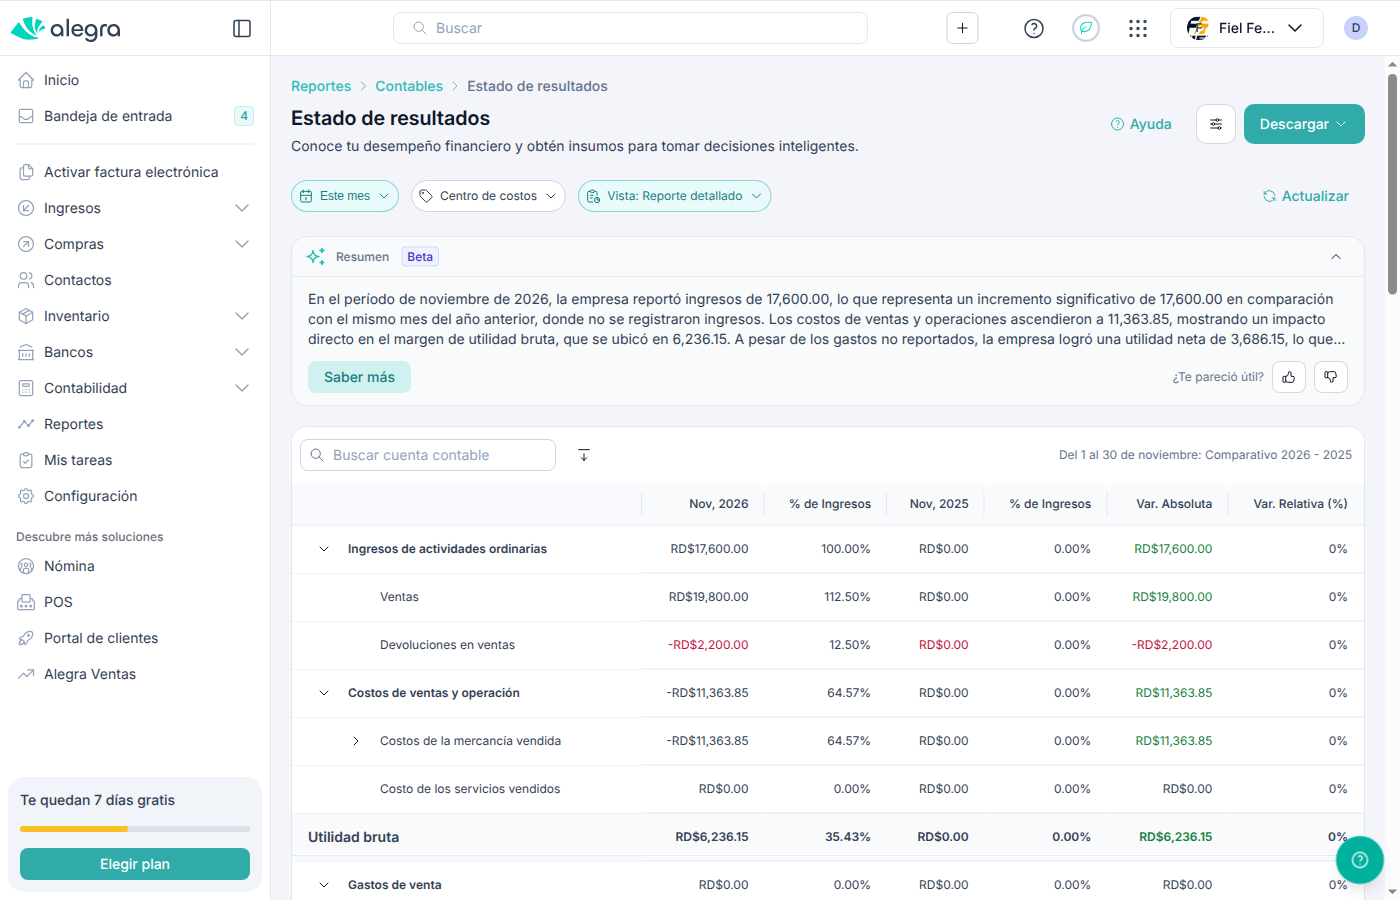 alegra
Buscar
Fiel Fe...
D
Inicio
Bandeja de entrada
4
Activar factura electrónica
Ingresos
Compras
Contactos
Inventario
Bancos
Contabilidad
Reportes
Mis tareas
Configuración
Descubre más soluciones
Nómina
POS
Portal de clientes
Alegra Ventas
Te quedan 7 días gratis
Elegir plan
Reportes > Contables > Estado de resultados
Estado de resultados
Conoce tu desempeño financiero y obtén insumos para tomar decisiones inteligentes.
Ayuda
Descargar
Este mes
Centro de costos
Vista: Reporte detallado
Actualizar
Resumen Beta
En el período de noviembre de 2026, la empresa reportó ingresos de 17,600.00, lo que representa un incremento significativo de 17,600.00 en comparación
con el mismo mes del año anterior, donde no se registraron ingresos. Los costos de ventas y operaciones ascendieron a 11,363.85, mostrando un impacto
directo en el margen de utilidad bruta, que se ubicó en 6,236.15. A pesar de los gastos no reportados, la empresa logró una utilidad neta de 3,686.15, lo que...
Saber más
¿Te pareció útil?
Buscar cuenta contable
Del 1 al 30 de noviembre: Comparativo 2026 - 2025
Nov, 2026 % de Ingresos Nov, 2025 % de Ingresos Var. Absoluta Var. Relativa (%)
Ingresos de actividades ordinarias RD$17,600.00 100.00% RD$0.00 0.00% RD$17,600.00 0%
Ventas RD$19,800.00 112.50% RD$0.00 0.00% RD$19,800.00 0%
Devoluciones en ventas -RD$2,200.00 12.50% RD$0.00 0.00% -RD$2,200.00 0%
Costos de ventas y operación -RD$11,363.85 64.57% RD$0.00 0.00% RD$11,363.85 0%
Costos de la mercancía vendida -RD$11,363.85 64.57% RD$0.00 0.00% RD$11,363.85 0%
Costo de los servicios vendidos RD$0.00 0.00% RD$0.00 0.00% RD$0.00 0%
Utilidad bruta RD$6,236.15 35.43% RD$0.00 0.00% RD$6,236.15 0%
Gastos de venta RD$0.00 0.00% RD$0.00 0.00% RD$0.00 0%